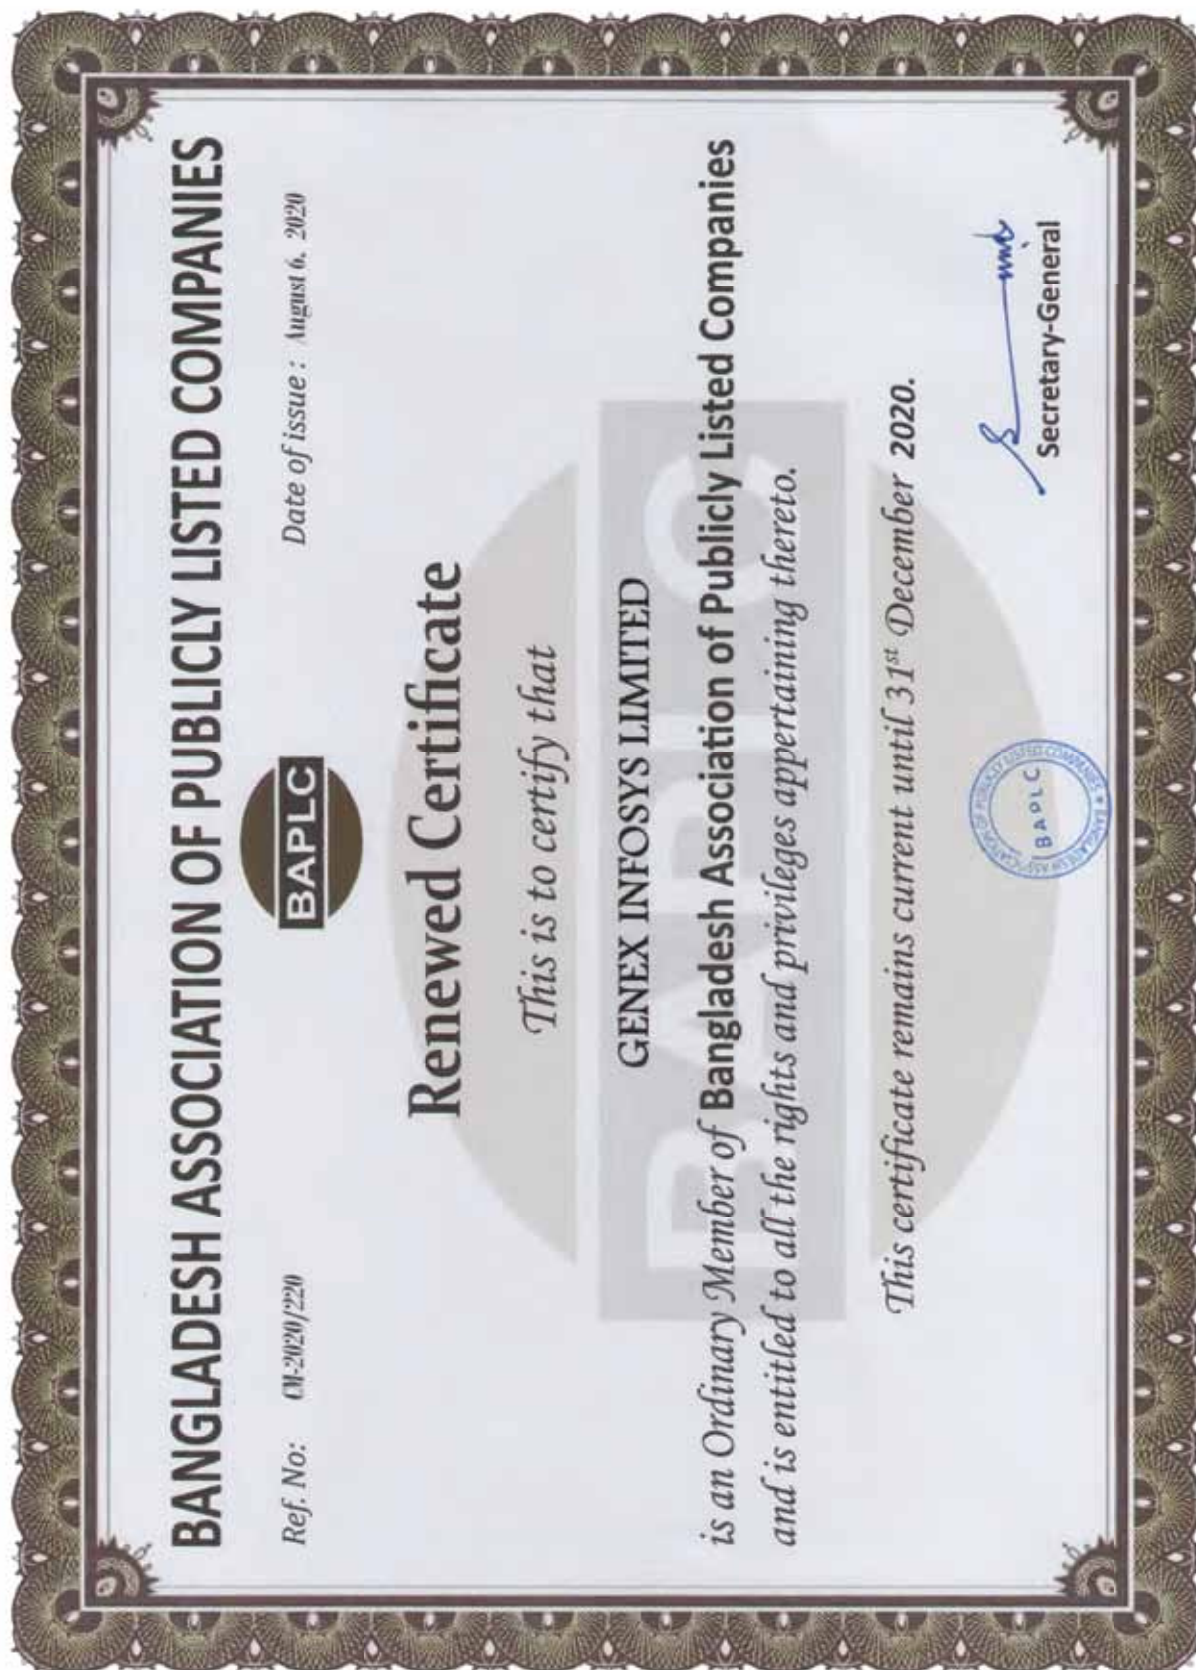 BANGLADESH ASSOCIATION OF PUBLICLY LISTED COMPANIES
Ref. No: CM-2020/220
Date of issue : August 6, 2020
BAPLC
Renewed Certificate
This is to certify that
GENEX INFOSYS LIMITED
is an Ordinary Member of Bangladesh Association of Publicly Listed Companies
and is entitled to all the rights and privileges appertaining thereto.
This certificate remains current until 31st December 2020.
BAPLC
Secretary-General